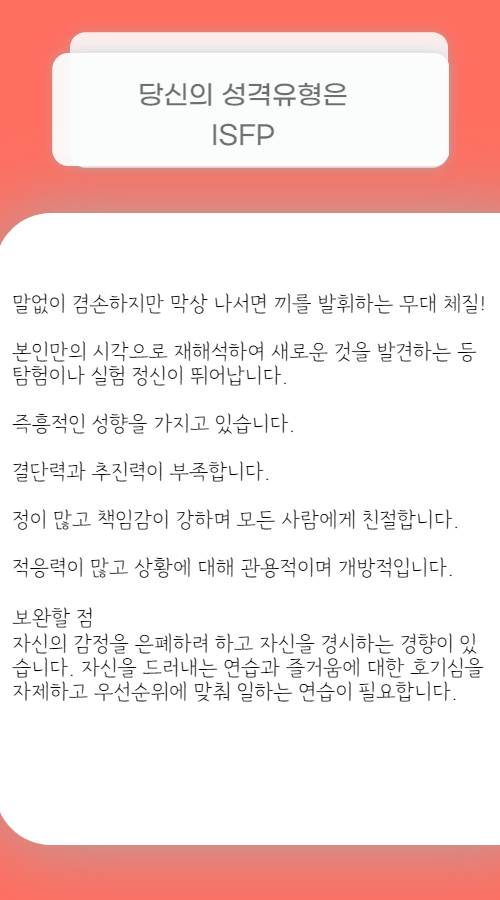 당신의 성격유형은
ISFP
말없이 겸손하지만 막상 나서면 끼를 발휘하는 무대 체질!
본인만의 시각으로 재해석하여 새로운 것을 발견하는 등
탐험이나 실험 정신이 뛰어납니다.
즉흥적인 성향을 가지고 있습니다.
결단력과 추진력이 부족합니다.
정이 많고 책임감이 강하며 모든 사람에게 친절합니다.
적응력이 많고 상황에 대해 관용적이며 개방적입니다.
보완할 점
자신의 감정을 은폐하려 하고 자신을 경시하는 경향이 있
습니다. 자신을 드러내는 연습과 즐거움에 대한 호기심을
자제하고 우선순위에 맞춰 일하는 연습이 필요합니다.